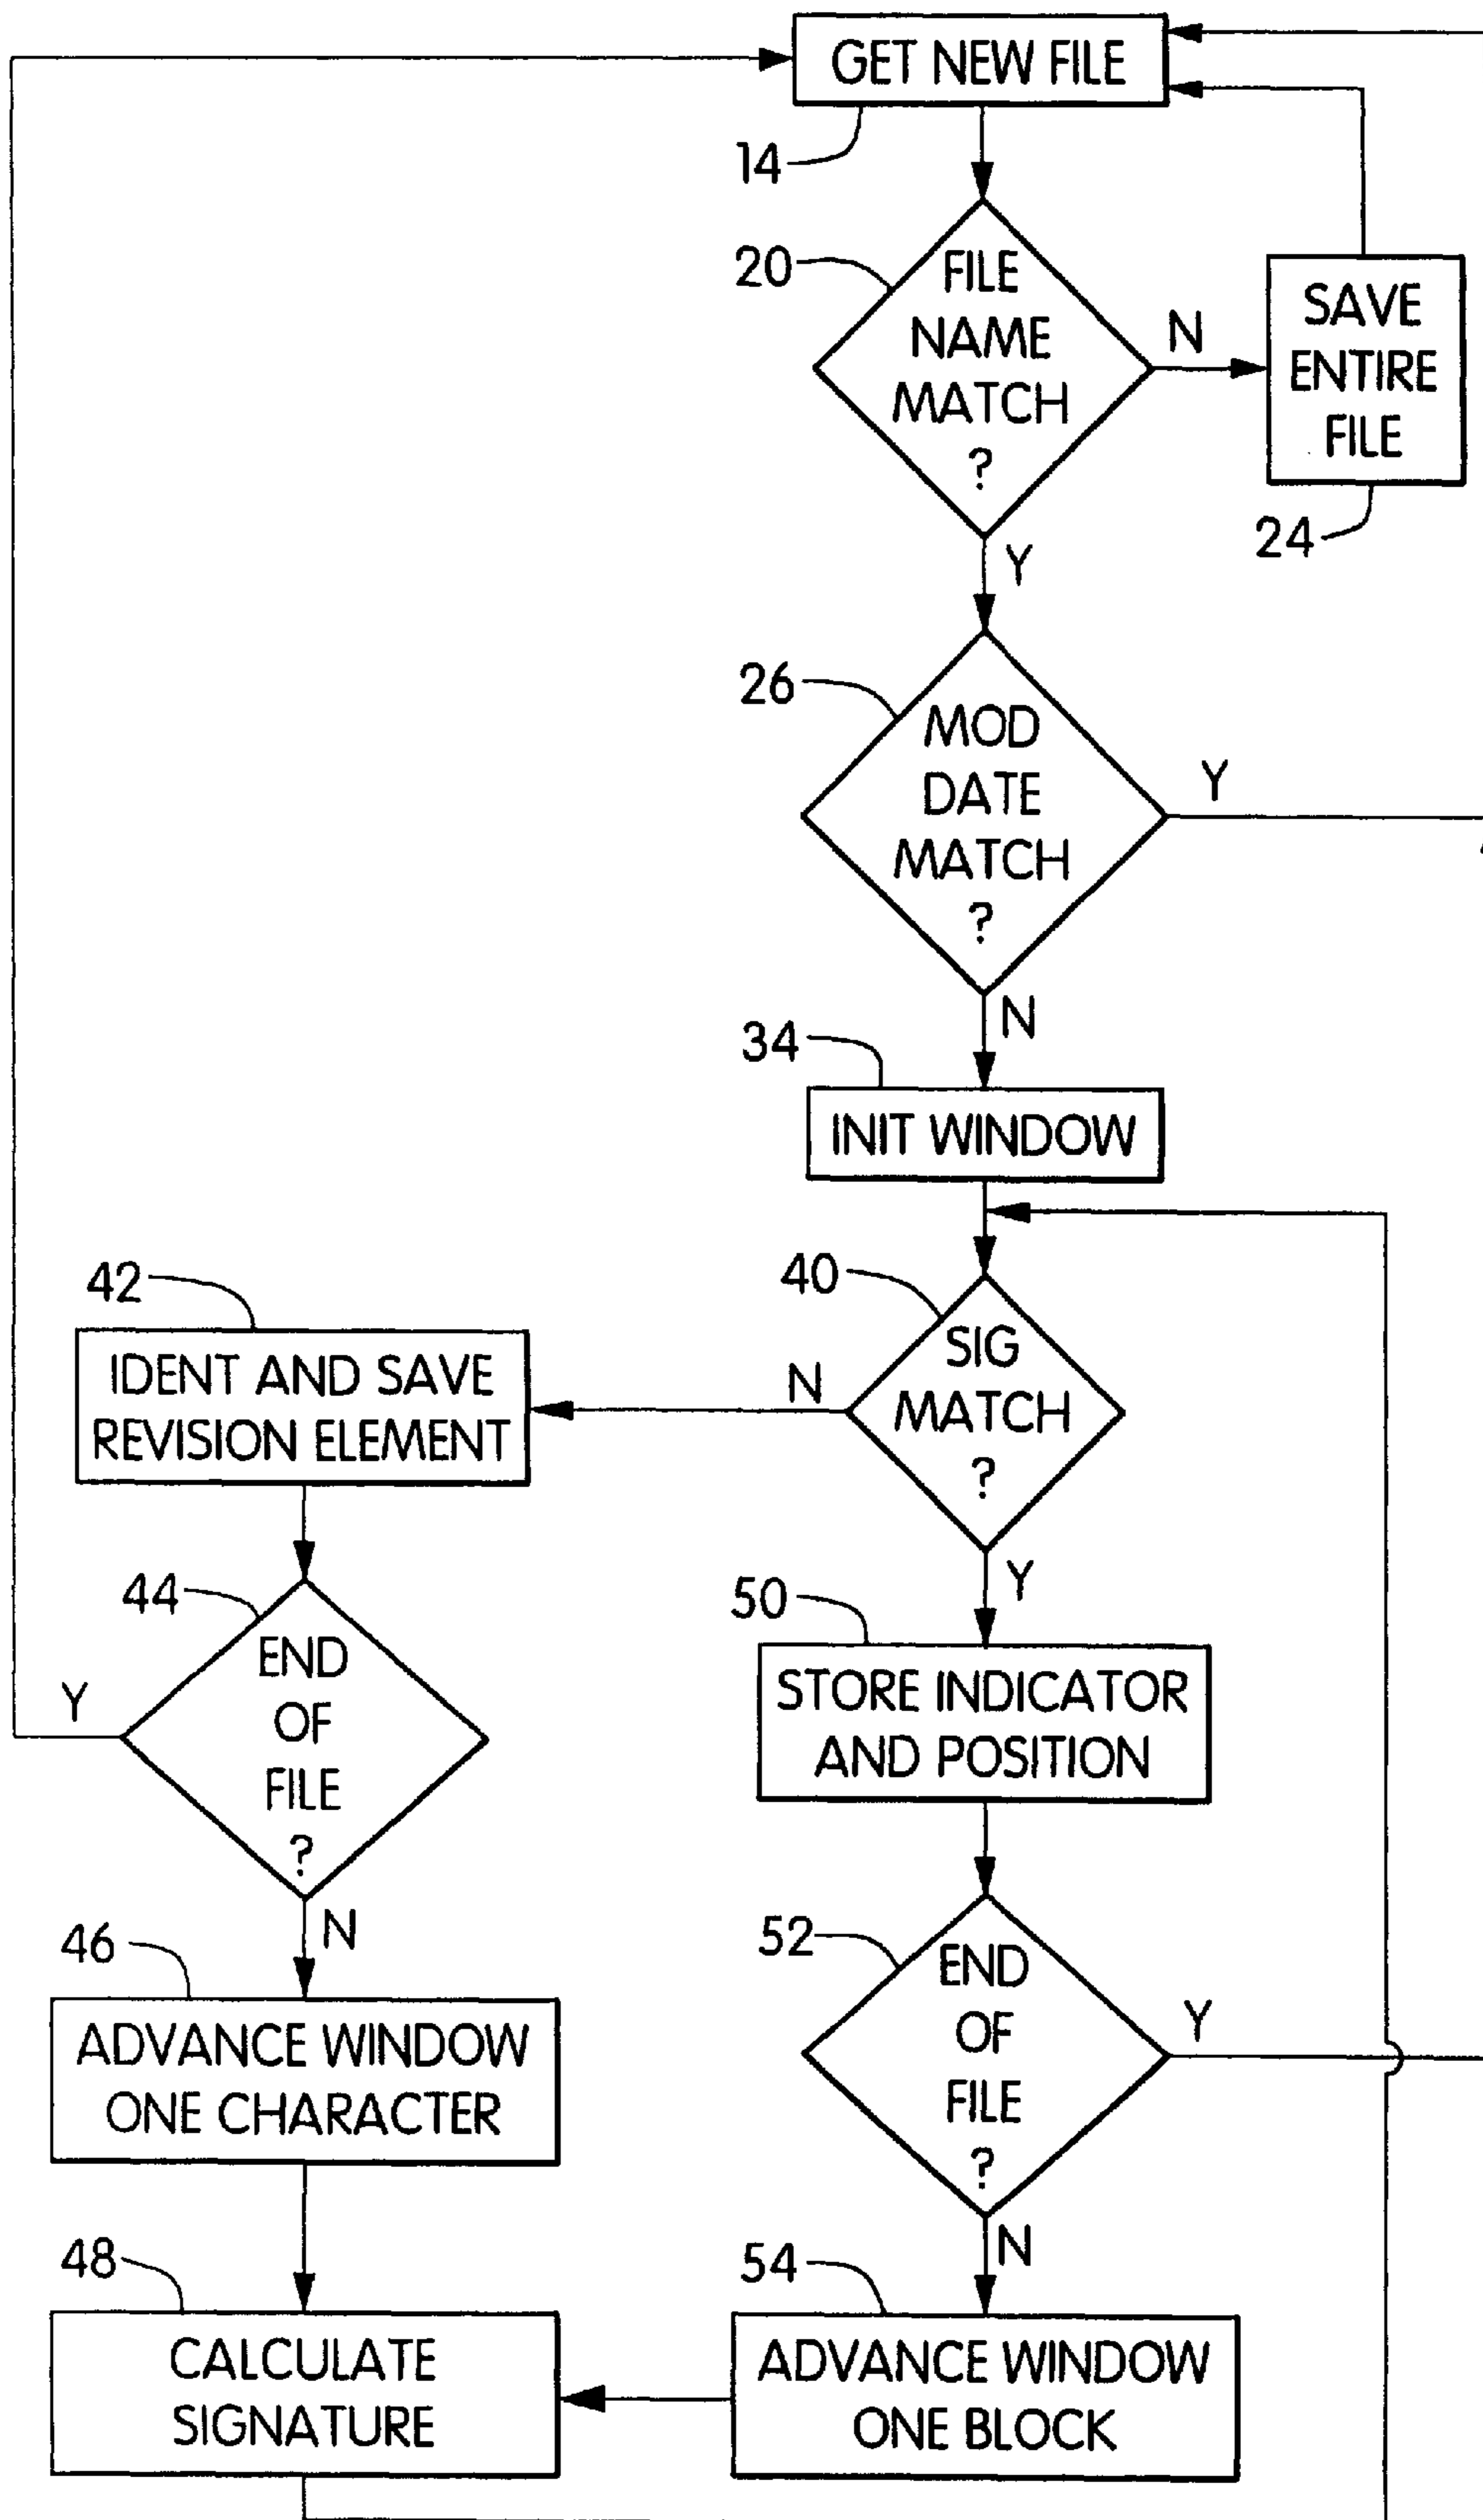 GET NEW FILE
14
20
FILE
NAME
MATCH
?
N
SAVE
ENTIRE
FILE
24
Y
26
MOD
DATE
MATCH
?
Y
N
34
INIT WINDOW
40
SIG
MATCH
?
N
42
IDENT AND SAVE
REVISION ELEMENT
Y
44
END
OF
FILE
?
Y
N
50
STORE INDICATOR
AND POSITION
46
ADVANCE WINDOW
ONE CHARACTER
52
END
OF
FILE
?
Y
N
48
CALCULATE
SIGNATURE
54
ADVANCE WINDOW
ONE BLOCK